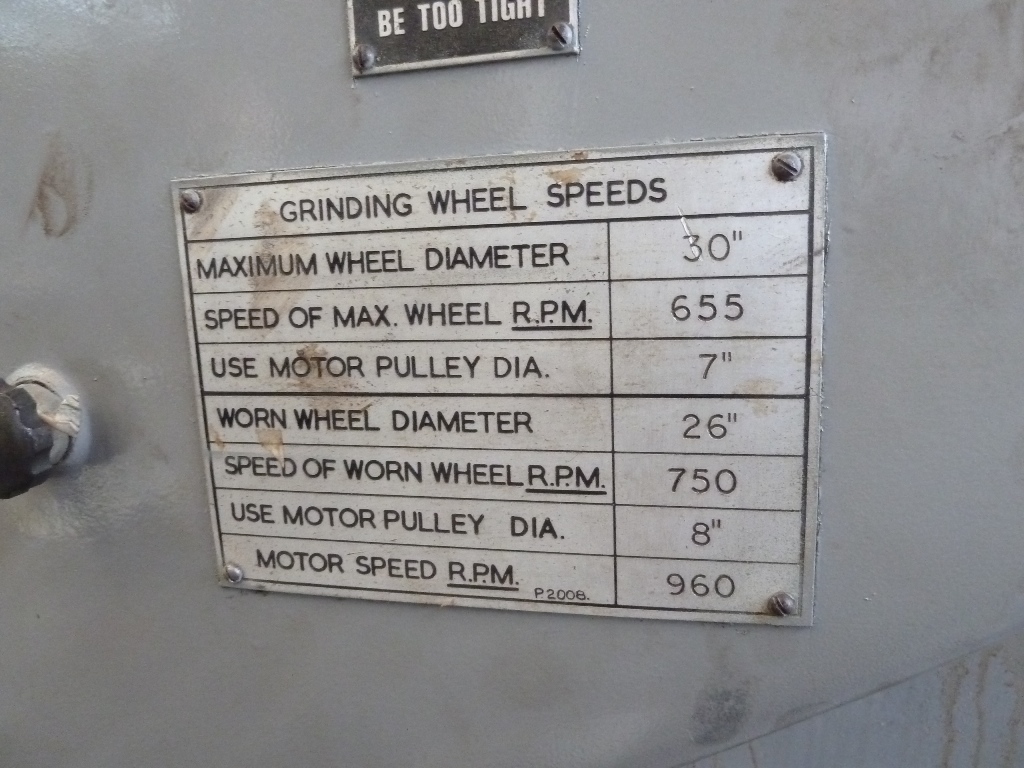 BE TOO TIGHT
GRINDING WHEEL SPEEDS
MAXIMUM WHEEL DIAMETER 30"
SPEED OF MAX. WHEEL R.P.M. 655
USE MOTOR PULLEY DIA. 7"
WORN WHEEL DIAMETER 26"
SPEED OF WORN WHEEL R.P.M. 750
USE MOTOR PULLEY DIA. 8"
MOTOR SPEED R.P.M. 960
P2008.